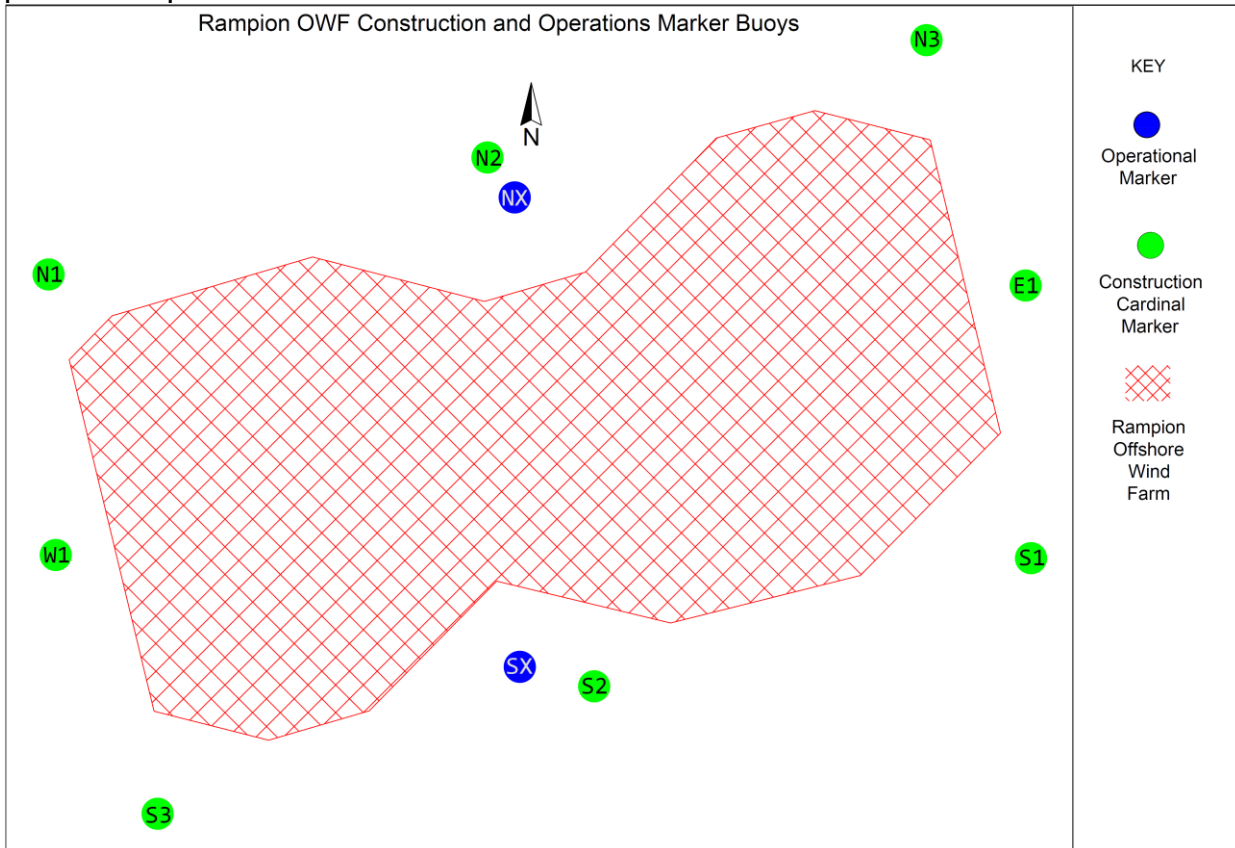 Rampion OWF Construction and Operations Marker Buoys
N3
N
N2
NX
N1
E1
W1
S1
SX
S2
S3
KEY
Operational
Marker
Construction
Cardinal
Marker
Rampion
Offshore
Wind
Farm